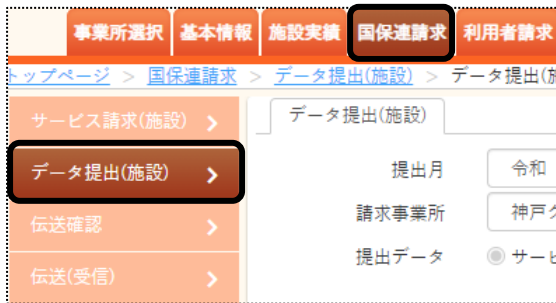 事業所選択 基本情報 施設実績 国保連請求 利用者請求
トップページ > 国保連請求 > データ提出(施設) > データ提出(施
サービス請求(施設)
データ提出(施設)
伝送確認
伝送(受信)
データ提出(施設)
提出月 令和
請求事業所 神戸ク
提出データ サービ